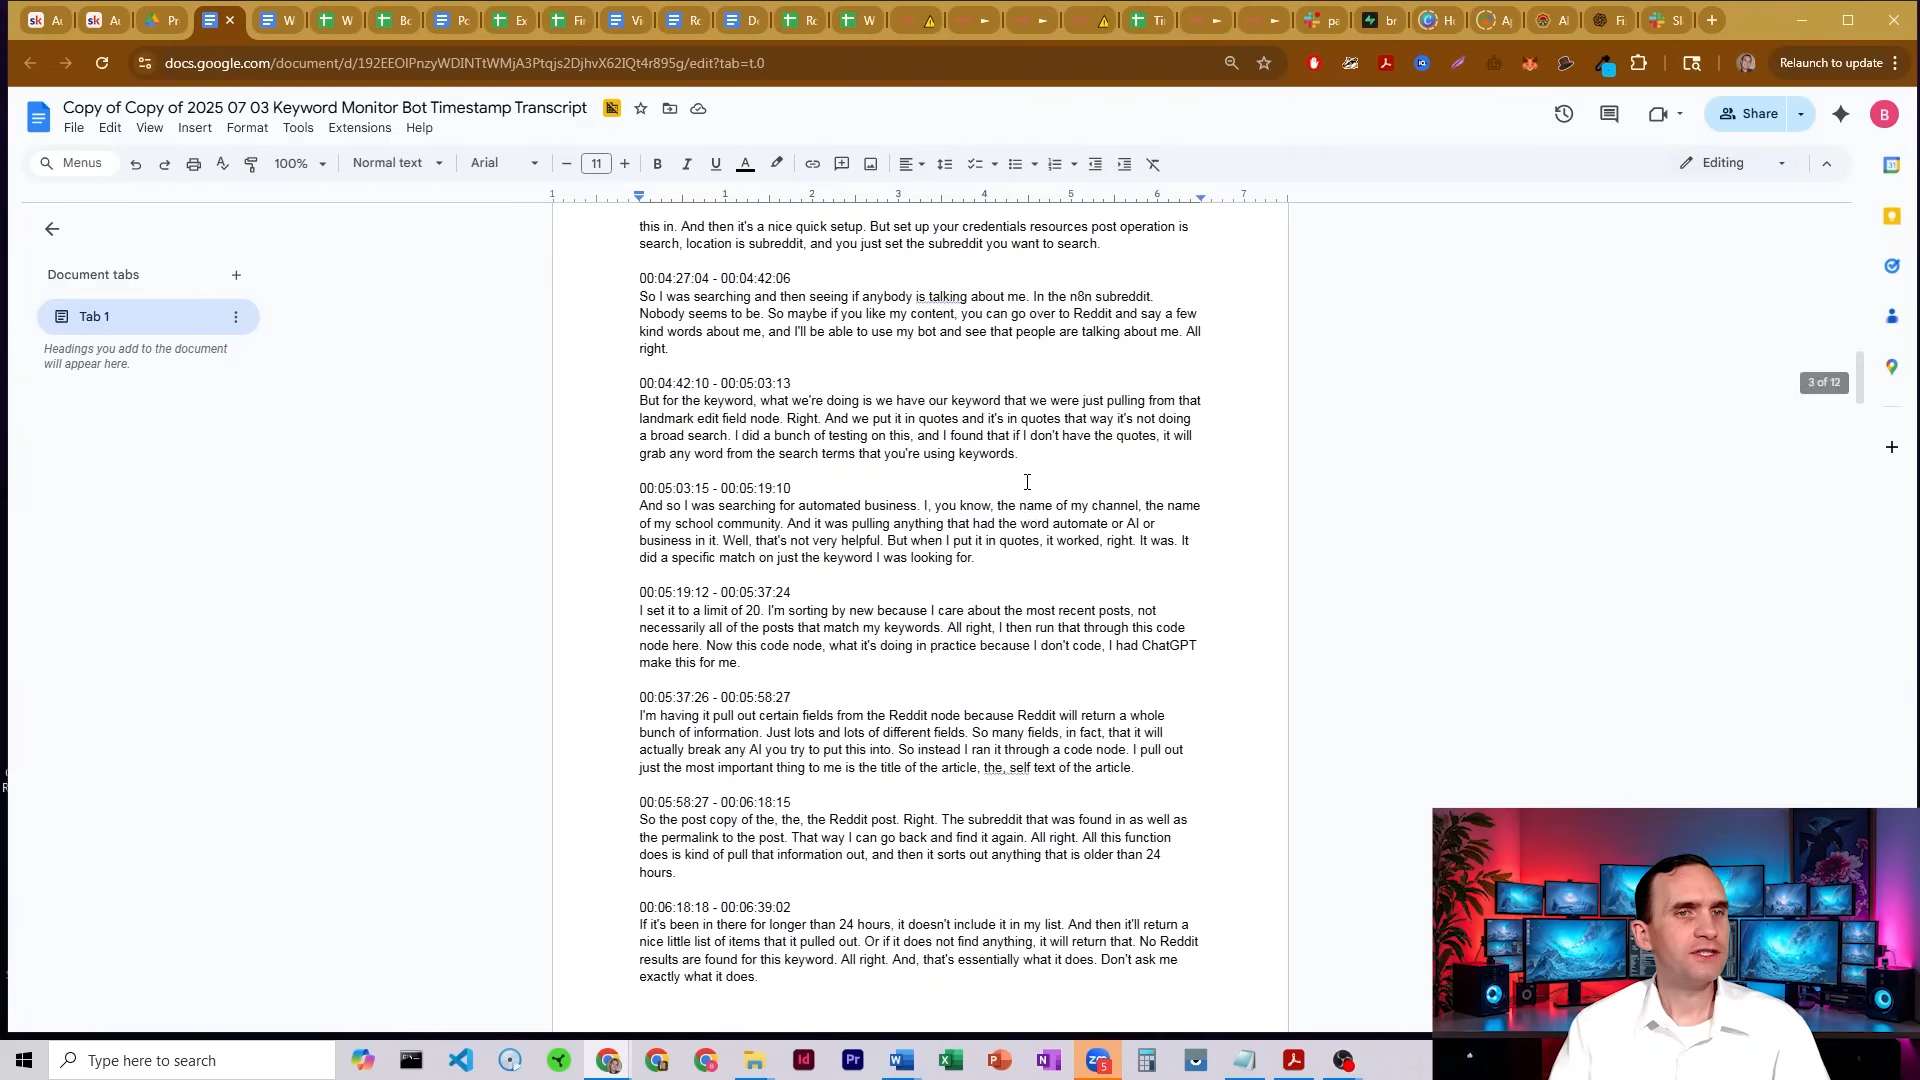 sk Au
sk Au
Pr
W
W
Bc
Ex
Fir
Vi
Rc
De
Rc
W
Ti
pa
br
Ho
Ap
Al
Fi
Sl
docs.google.com/document/d/192EEOlPnzyWDINTtWMjA3Ptqjs2DjhvX62IQt4r895g/edit?tab=t.0
Relaunch to update
Copy of Copy of 2025 07 03 Keyword Monitor Bot Timestamp Transcript
File Edit View Insert Format Tools Extensions Help
Share
B
Menus
100%
Normal text
Arial
11
B I U A
Editing
1 1 2 3 4 5 6 7
Document tabs
Tab 1
Headings you add to the document
will appear here.
this in. And then it's a nice quick setup. But set up your credentials resources post operation is
search, location is subreddit, and you just set the subreddit you want to search.
00:04:27:04 - 00:04:42:06
So I was searching and then seeing if anybody is talking about me. In the n8n subreddit.
Nobody seems to be. So maybe if you like my content, you can go over to Reddit and say a few
kind words about me, and I'll be able to use my bot and see that people are talking about me. All
right.
00:04:42:10 - 00:05:03:13
But for the keyword, what we're doing is we have our keyword that we were just pulling from that
landmark edit field node. Right. And we put it in quotes and it's in quotes that way it's not doing
a broad search. I did a bunch of testing on this, and I found that if I don't have the quotes, it will
grab any word from the search terms that you're using keywords.
00:05:03:15 - 00:05:19:10
And so I was searching for automated business. I, you know, the name of my channel, the name
of my school community. And it was pulling anything that had the word automate or AI or
business in it. Well, that's not very helpful. But when I put it in quotes, it worked, right. It was. It
did a specific match on just the keyword I was looking for.
00:05:19:12 - 00:05:37:24
I set it to a limit of 20. I'm sorting by new because I care about the most recent posts, not
necessarily all of the posts that match my keywords. All right, I then run that through this code
node here. Now this code node, what it's doing in practice because I don't code, I had ChatGPT
make this for me.
00:05:37:26 - 00:05:58:27
I'm having it pull out certain fields from the Reddit node because Reddit will return a whole
bunch of information. Just lots and lots of different fields. So many fields, in fact, that it will
actually break any AI you try to put this into. So instead I ran it through a code node. I pull out
just the most important thing to me is the title of the article, the, self text of the article.
00:05:58:27 - 00:06:18:15
So the post copy of the, the, the Reddit post. Right. The subreddit that was found in as well as
the permalink to the post. That way I can go back and find it again. All right. All this function
does is kind of pull that information out, and then it sorts out anything that is older than 24
hours.
00:06:18:18 - 00:06:39:02
If it's been in there for longer than 24 hours, it doesn't include it in my list. And then it'll return a
nice little list of items that it pulled out. Or if it does not find anything, it will return that. No Reddit
results are found for this keyword. All right. And, that's essentially what it does. Don't ask me
exactly what it does.
3 of 12
Type here to search